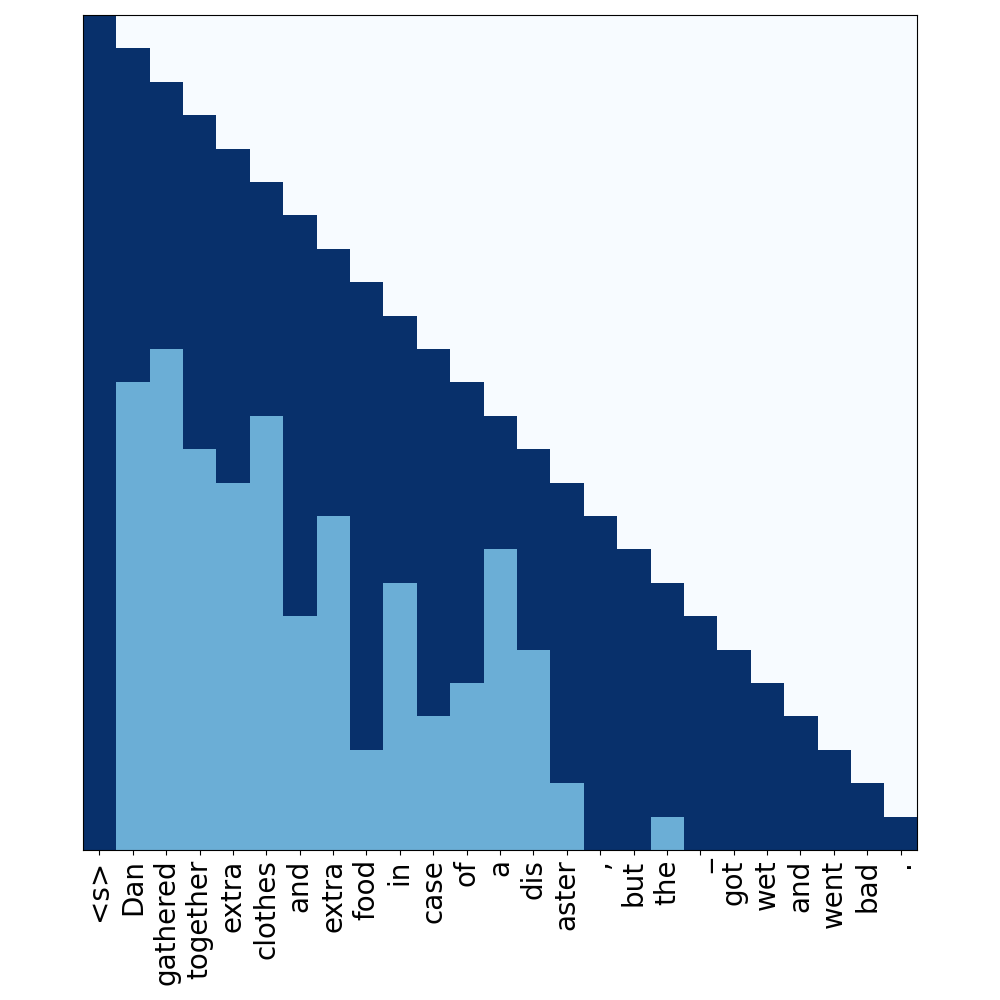 <s>
Dan
gathered
together
extra
clothes
and
extra
food
in
case
of
a
dis
aster
,
but
the
_
got
wet
and
went
bad
.